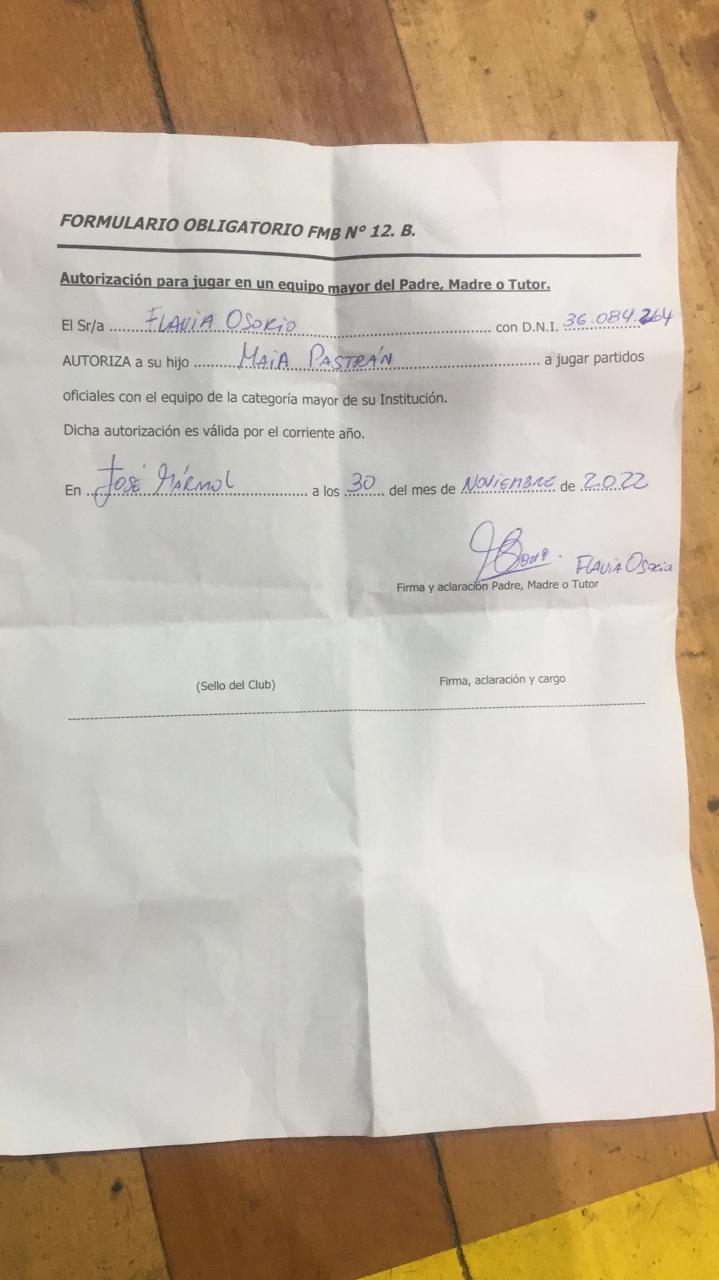 FORMULARIO OBLIGATORIO FMB N° 12. B.
Autorización para jugar en un equipo mayor del Padre, Madre o Tutor.
El Sr/a ........FLAVIA OSORIO........ con D.N.I. 36.084.264
AUTORIZA a su hijo ........MAIA PASTRÁN........ a jugar partidos
oficiales con el equipo de la categoría mayor de su Institución.
Dicha autorización es válida por el corriente año.
En ..José Mármol.............. a los ..30.. del mes de NOVIEMBRE de 2022
FLAVIA OSORIO
Firma y aclaración Padre, Madre o Tutor
(Sello del Club) Firma, aclaración y cargo